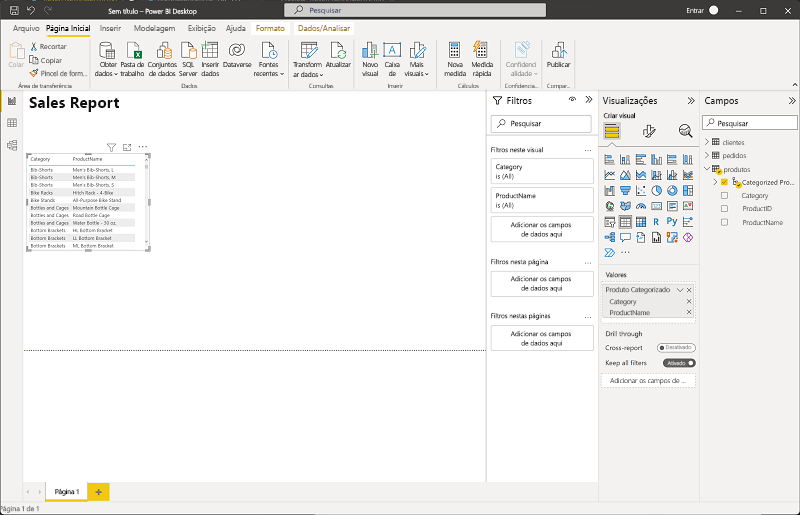 Sem título – Power BI Desktop
Pesquisar
Entrar
Arquivo Página Inicial Inserir Modelagem Exibição Ajuda Formato Dados/Analisar
Colar
Recortar
Copiar
Pincel de form...
Área de transferência
Obter dados
Pasta de trabalho
Conjuntos de dados
SQL Server
Inserir dados
Dataverse
Fontes recentes
Dados
Transform ar dados
Atualizar
Consultas
Novo visual
Caixa de
Mais visuais
Inserir
Nova medida
Medida rápida
Cálculos
Confidenci alidade
Confidencia...
Publicar
Compar...
Sales Report
Category ProductName
Bib-Shorts Men's Bib-Shorts, L
Bib-Shorts Men's Bib-Shorts, M
Bib-Shorts Men's Bib-Shorts, S
Bike Racks Hitch Rack - 4-Bike
Bike Stands All-Purpose Bike Stand
Bottles and Cages Mountain Bottle Cage
Bottles and Cages Road Bottle Cage
Bottles and Cages Water Bottle - 30 oz.
Bottom Brackets HL Bottom Bracket
Bottom Brackets LL Bottom Bracket
Bottom Brackets ML Bottom Bracket
Filtros
Pesquisar
Filtros neste visual
Category
is (All)
ProductName
is (All)
Adicionar os campos
de dados aqui
Filtros nesta página
Adicionar os campos
de dados aqui
Filtros nestas páginas
Adicionar os campos
de dados aqui
Visualizações
Criar visual
R Py
Valores
Produto Categorizado
Category
ProductName
Drill through
Cross-report Desativado
Keep all filters Ativado
Adicionar os campos de ...
Campos
Pesquisar
clientes
pedidos
produtos
Categorized Pro...
Category
ProductID
ProductName
Página 1
Página 1 de 1